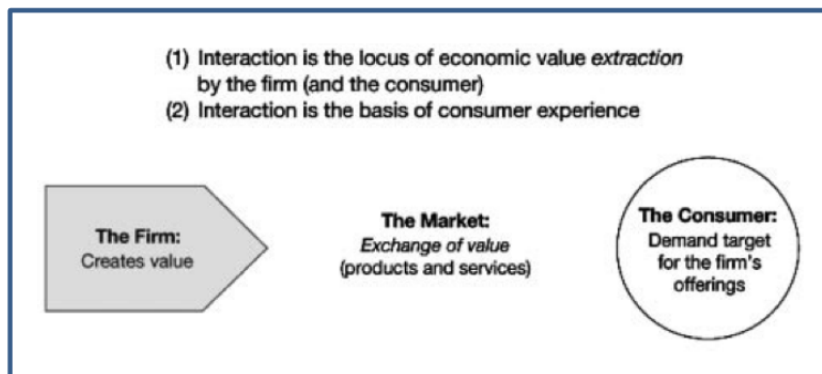 (1) Interaction is the locus of economic value extraction
by the firm (and the consumer)
(2) Interaction is the basis of consumer experience
The Firm:
Creates value
The Market:
Exchange of value
(products and services)
The Consumer:
Demand target
for the firm's
offerings